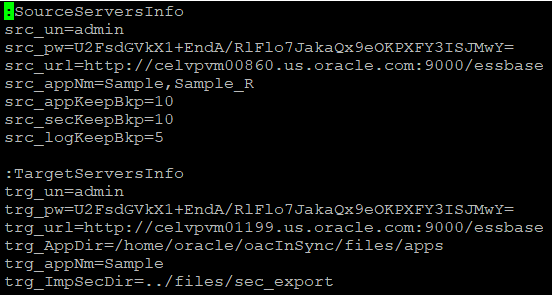 :SourceServersInfo
src_un=admin
src_pw=U2FsdGVkX1+EndA/RlFlo7JakaQx9eOKPXFY3ISJMwY=
src_url=http://celvpvm00860.us.oracle.com:9000/essbase
src_appNm=Sample,Sample_R
src_appKeepBkp=10
src_secKeepBkp=10
src_logKeepBkp=5
:TargetServersInfo
trg_un=admin
trg_pw=U2FsdGVkX1+EndA/RlFlo7JakaQx9eOKPXFY3ISJMwY=
trg_url=http://celvpvm01199.us.oracle.com:9000/essbase
trg_AppDir=/home/oracle/oacInSync/files/apps
trg_appNm=Sample
trg_ImpSecDir=../files/sec_export